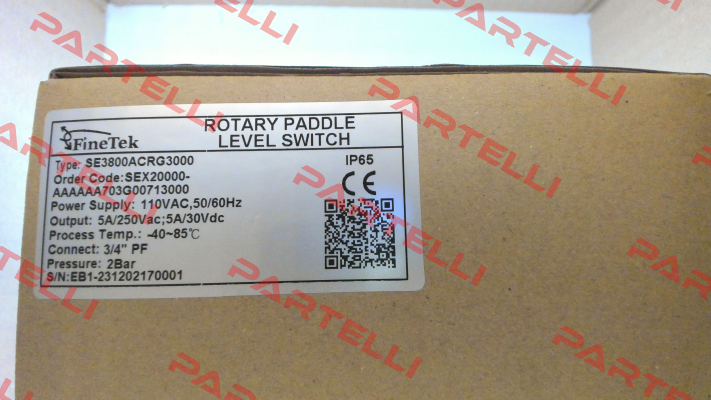 FineTek
ROTARY PADDLE
LEVEL SWITCH
Type: SE3800ACRG3000
IP65
Order Code:SEX20000-
AAAAAA703G00713000
CE
Power Supply: 110VAC,50/60Hz
Output: 5A/250Vac;5A/30Vdc
Process Temp.: -40~85℃
Connect: 3/4" PF
Pressure: 2Bar
S/N:EB1-231202170001
PARTELLI
PARTELLI
PARTELLI
PARTELLI
PARTELLI
PARTELLI
PARTELLI
PARTELLI